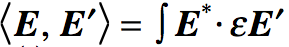 ⟨E, E′⟩ = ∫ E* · εE′